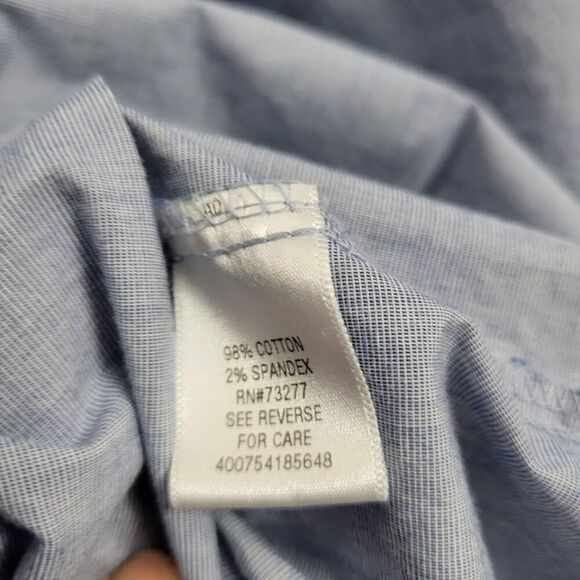 98% COTTON
2% SPANDEX
RN#73277
SEE REVERSE
FOR CARE
400754185648